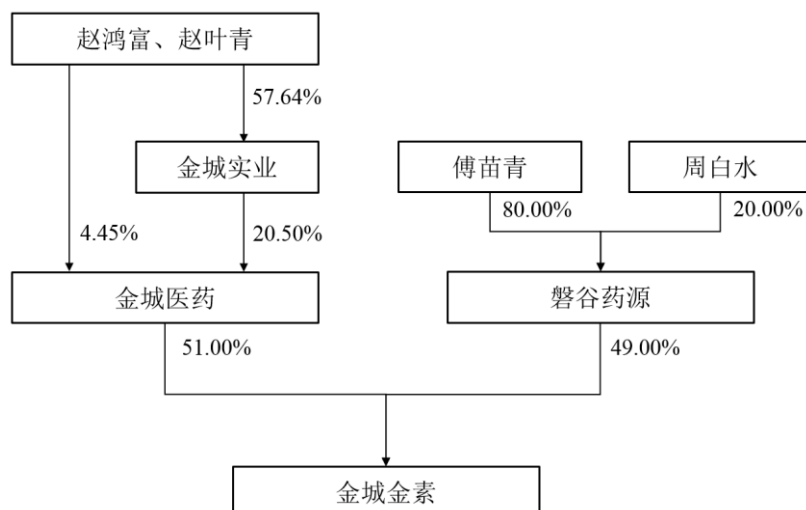 赵鸿富、赵叶青
57.64%
金城实业
傅苗青
周白水
4.45%
20.50%
80.00%
20.00%
金城医药
磐谷药源
51.00%
49.00%
金城金素